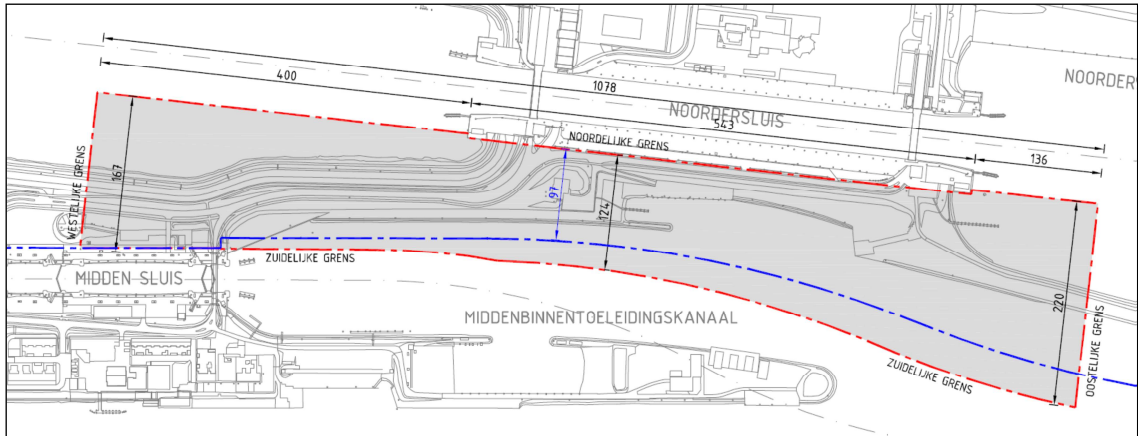 400
1078
NOORDERSLUIS
543
NOORDER
136
NOORDELIJKE GRENS
WESTELIJKE GRENS
167
97
124
ZUIDELIJKE GRENS
MIDDEN SLUIS
MIDDENBINNENTOELEIDINGSKANAAL
220
OOSTELIJKE GRENS
ZUIDELIJKE GRENS